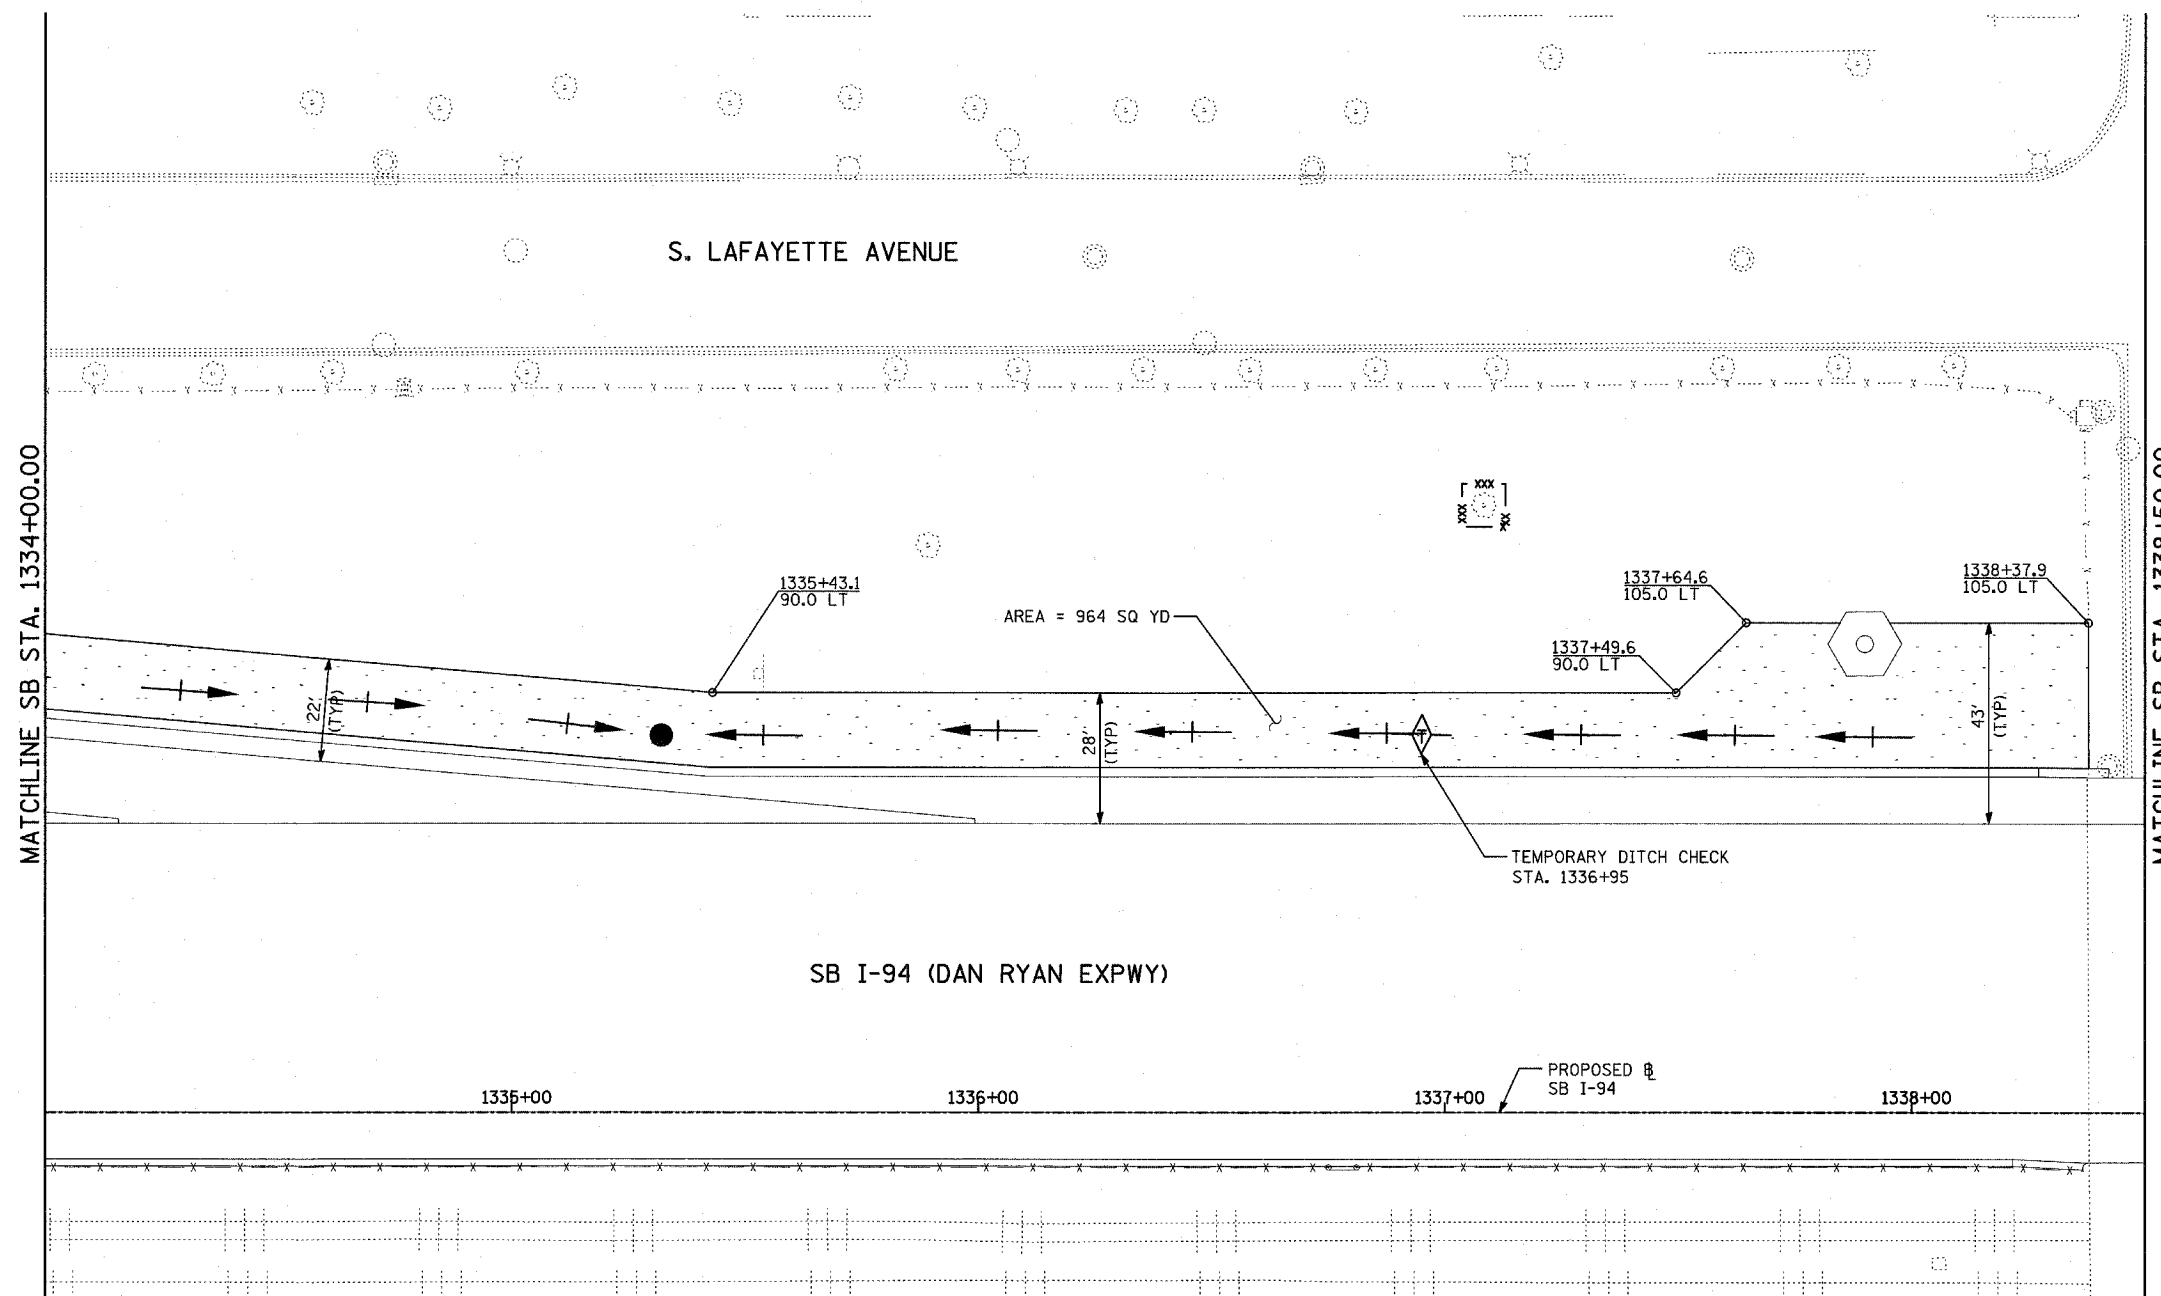 S. LAFAYETTE AVENUE
MATCHLINE SB STA. 1334+00.00
XXX
XXX
XX
1335+43.1
90.0 LT
AREA = 964 SQ YD
1337+64.6
105.0 LT
1338+37.9
105.0 LT
1337+49.6
90.0 LT
22'
(TYP)
28'
(TYP)
43'
(TYP)
TEMPORARY DITCH CHECK
STA. 1336+95
SB I-94 (DAN RYAN EXPWY)
PROPOSED ℄
SB I-94
1335+00
1336+00
1337+00
1338+00